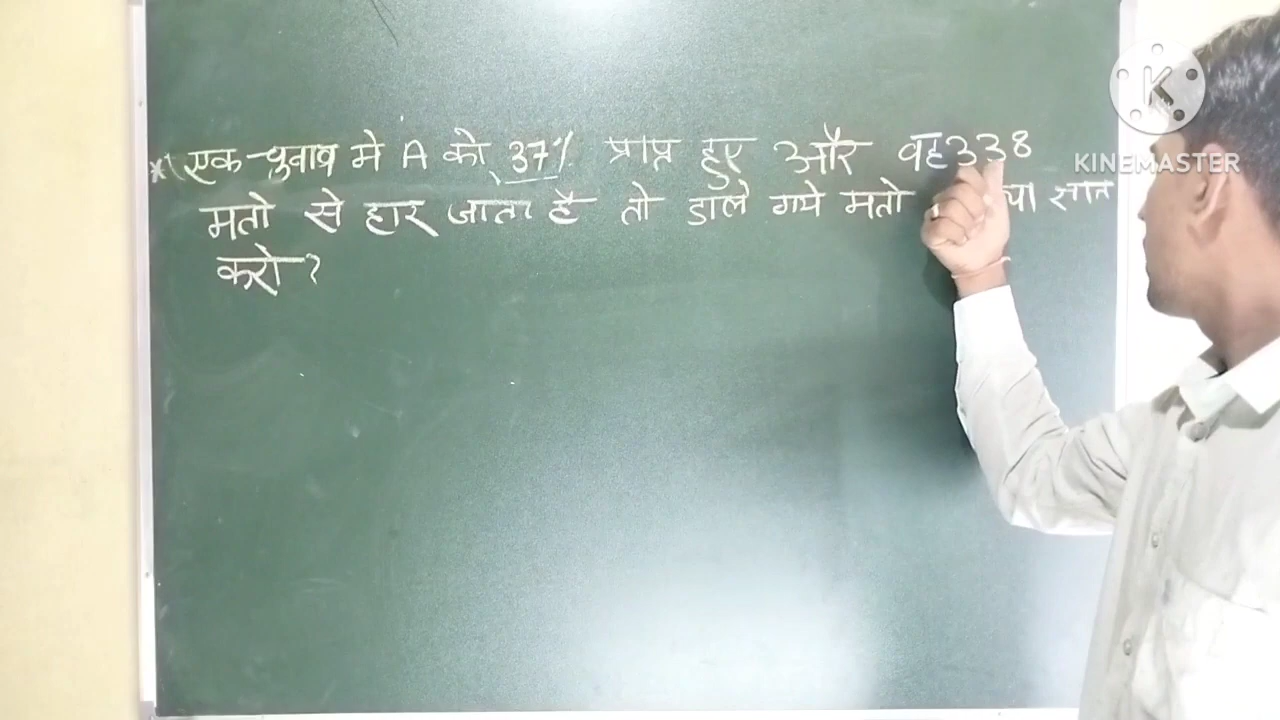 * एक चुनाव मे A को 37% प्राप्त हुए और वह 338
मतो से हार जाता है तो डाले गये मतो ज्ञात
करो ?
K
KINEMASTER